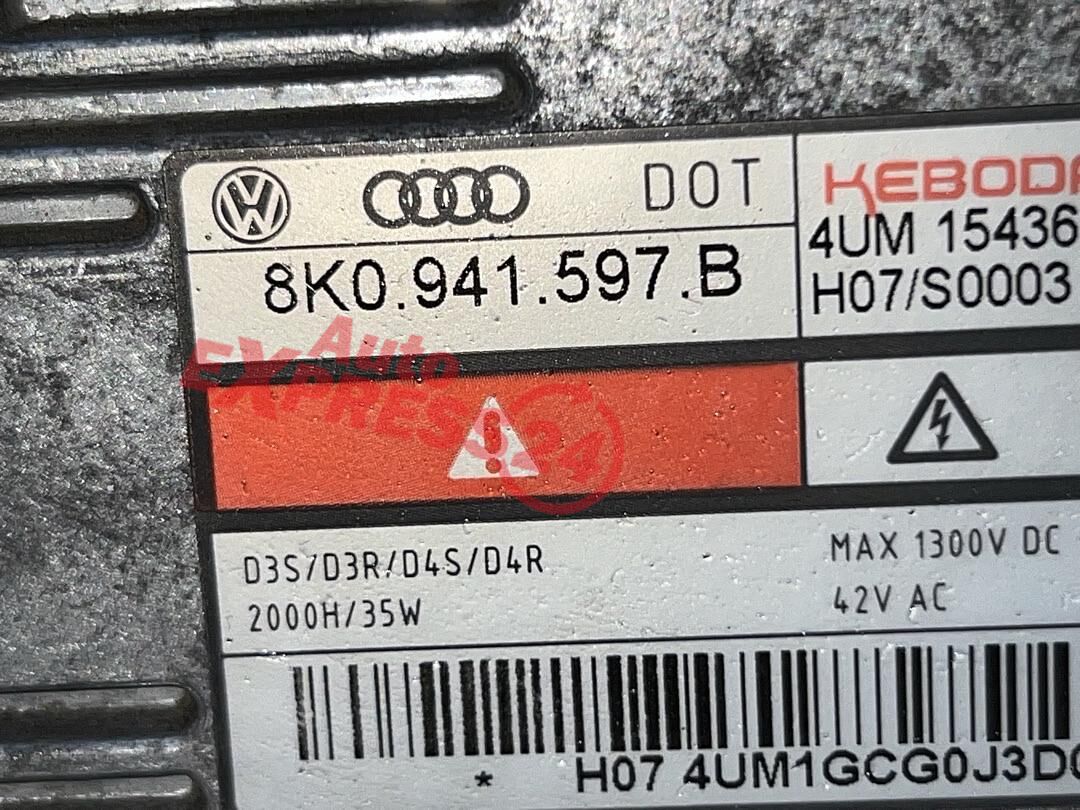 DOT
KEBODA
8K0.941.597.B
4UM 15436
H07/S0003
Auto
EXPRESS24
D3S/D3R/D4S/D4R
MAX 1300V DC
2000H/35W
42V AC
* H07 4UM1GCG0J3D